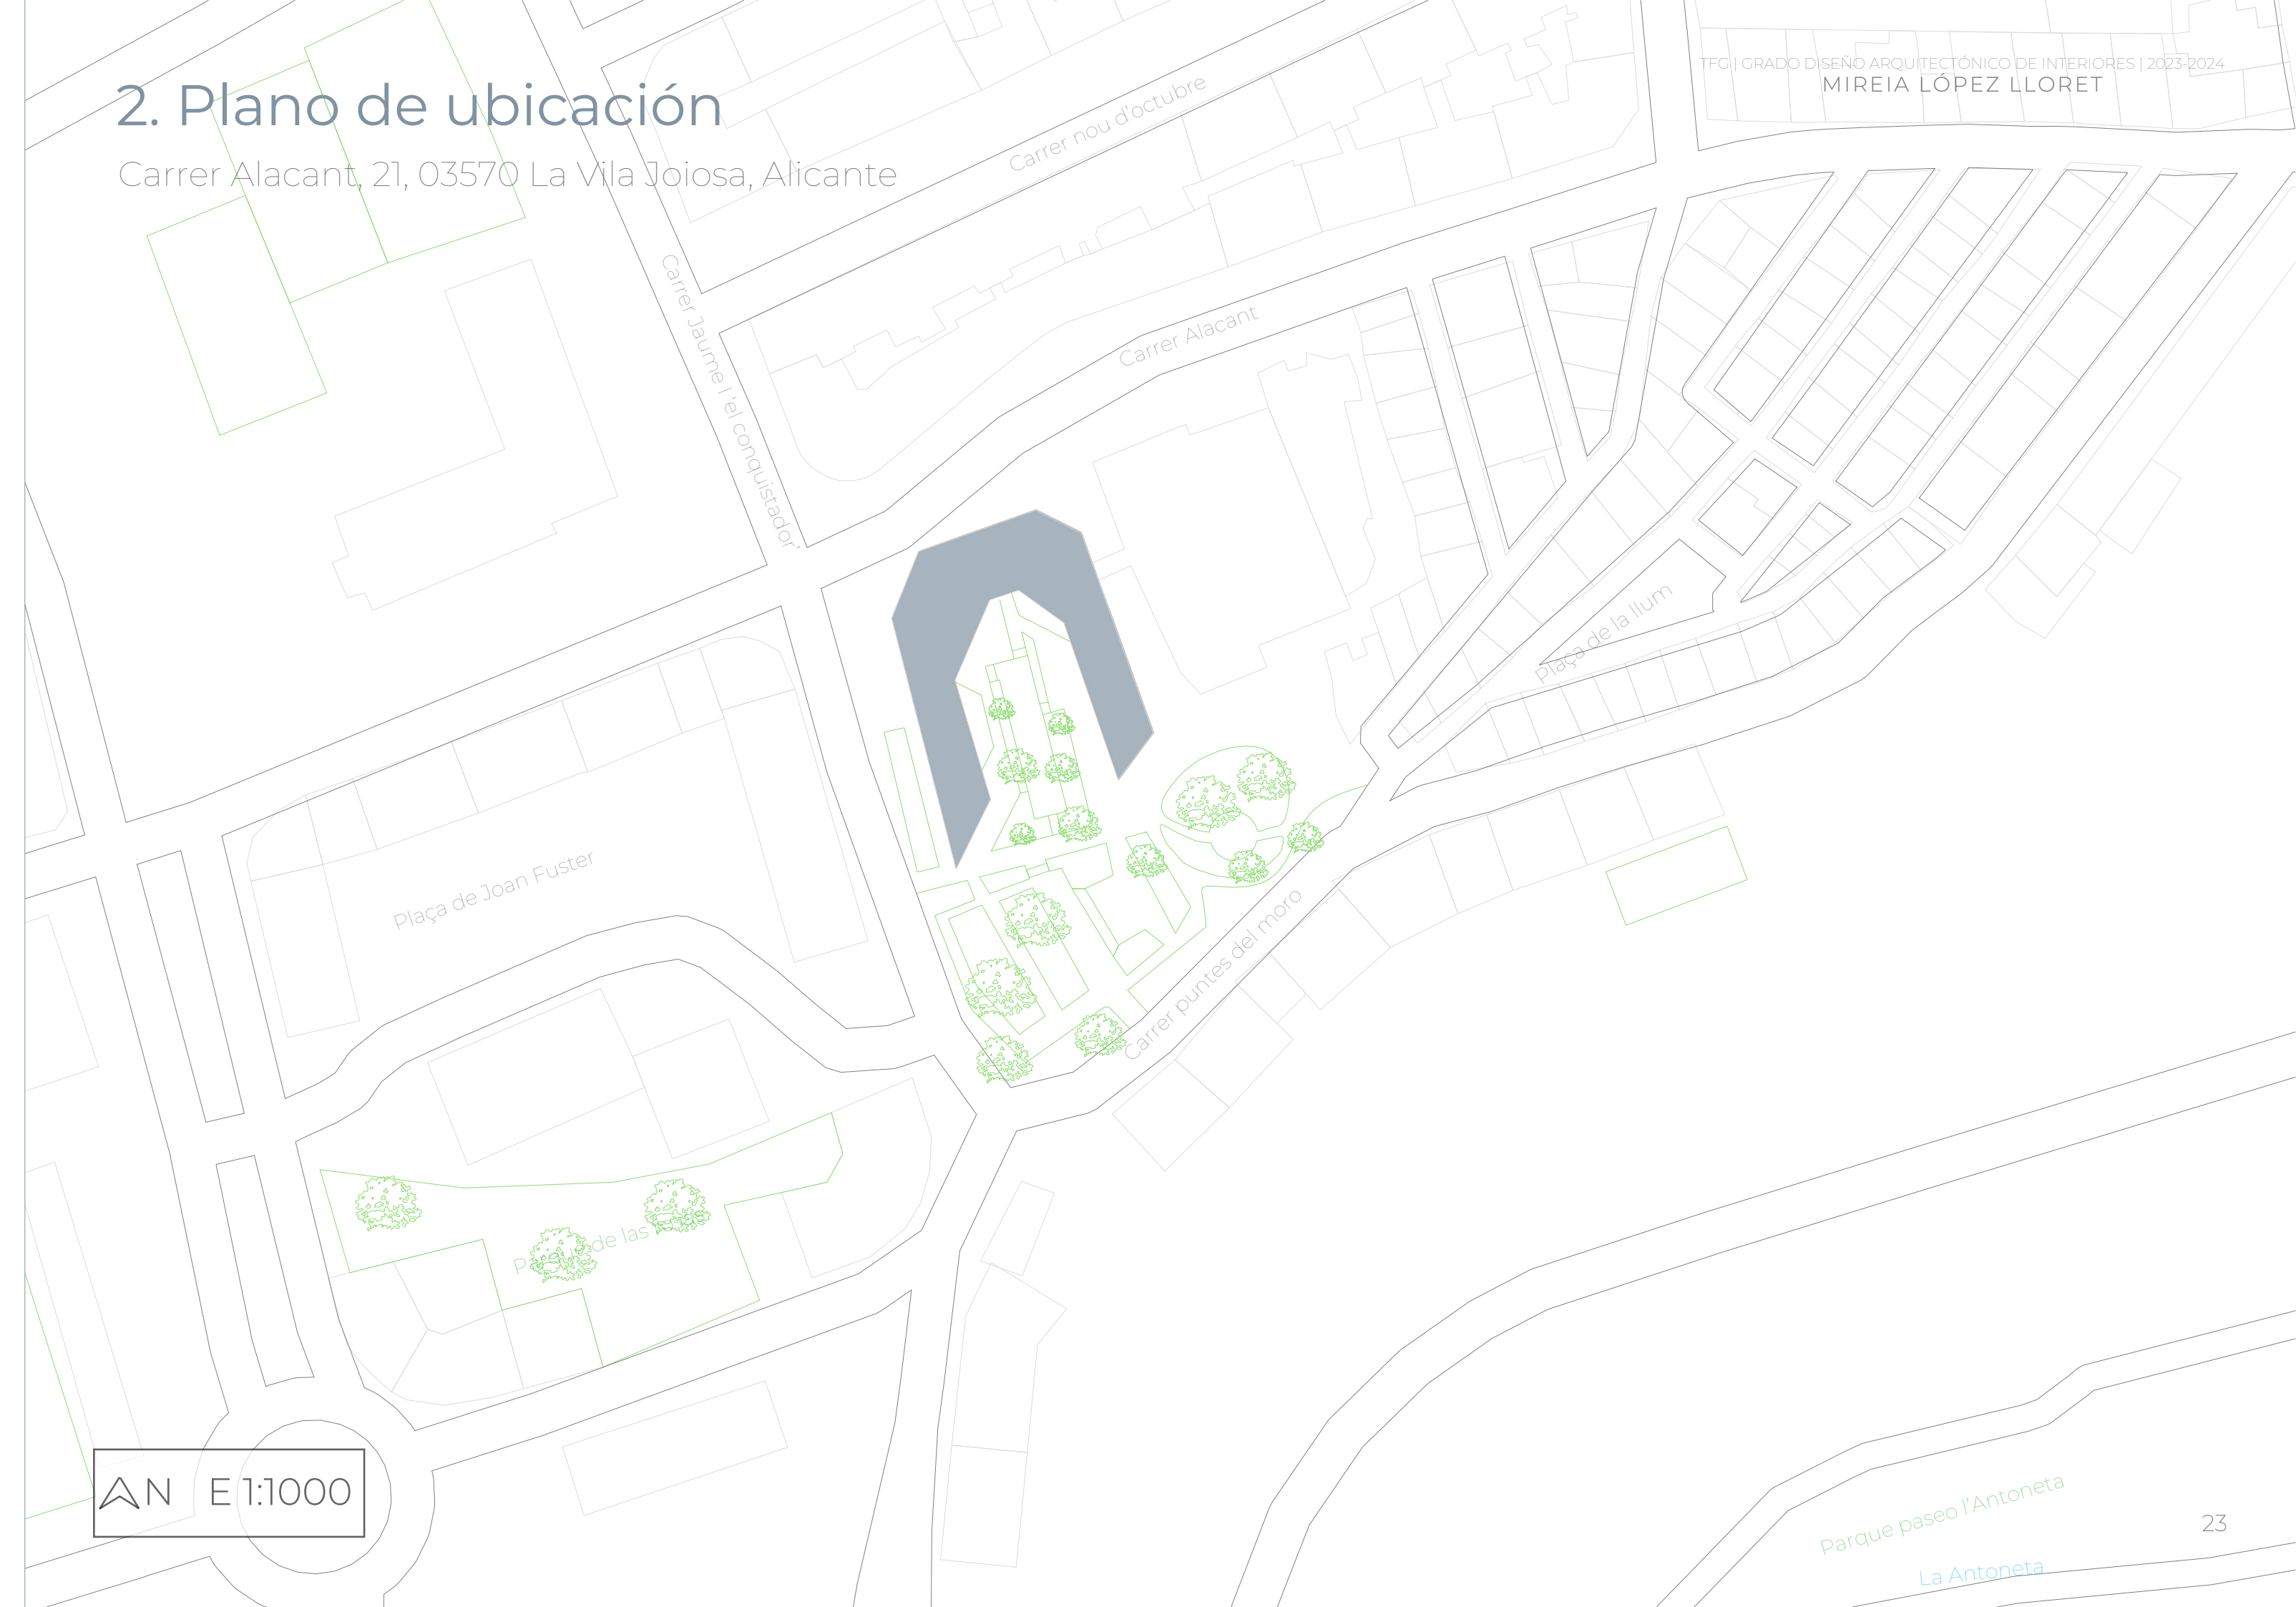 TFG | GRADO DISEÑO ARQUITECTÓNICO DE INTERIORES | 2023-2024
MIREIA LÓPEZ LLORET
2. Plano de ubicación
Carrer Alacant, 21, 03570 La Vila Joiosa, Alicante
Carrer nou d'octubre
Carrer Jaume I 'el conquistador'
Carrer Alacant
Plaça de la llum
Plaça de Joan Fuster
Carrer puntes del moro
de las
N E 1:1000
Parque paseo l'Antoneta
La Antoneta
23